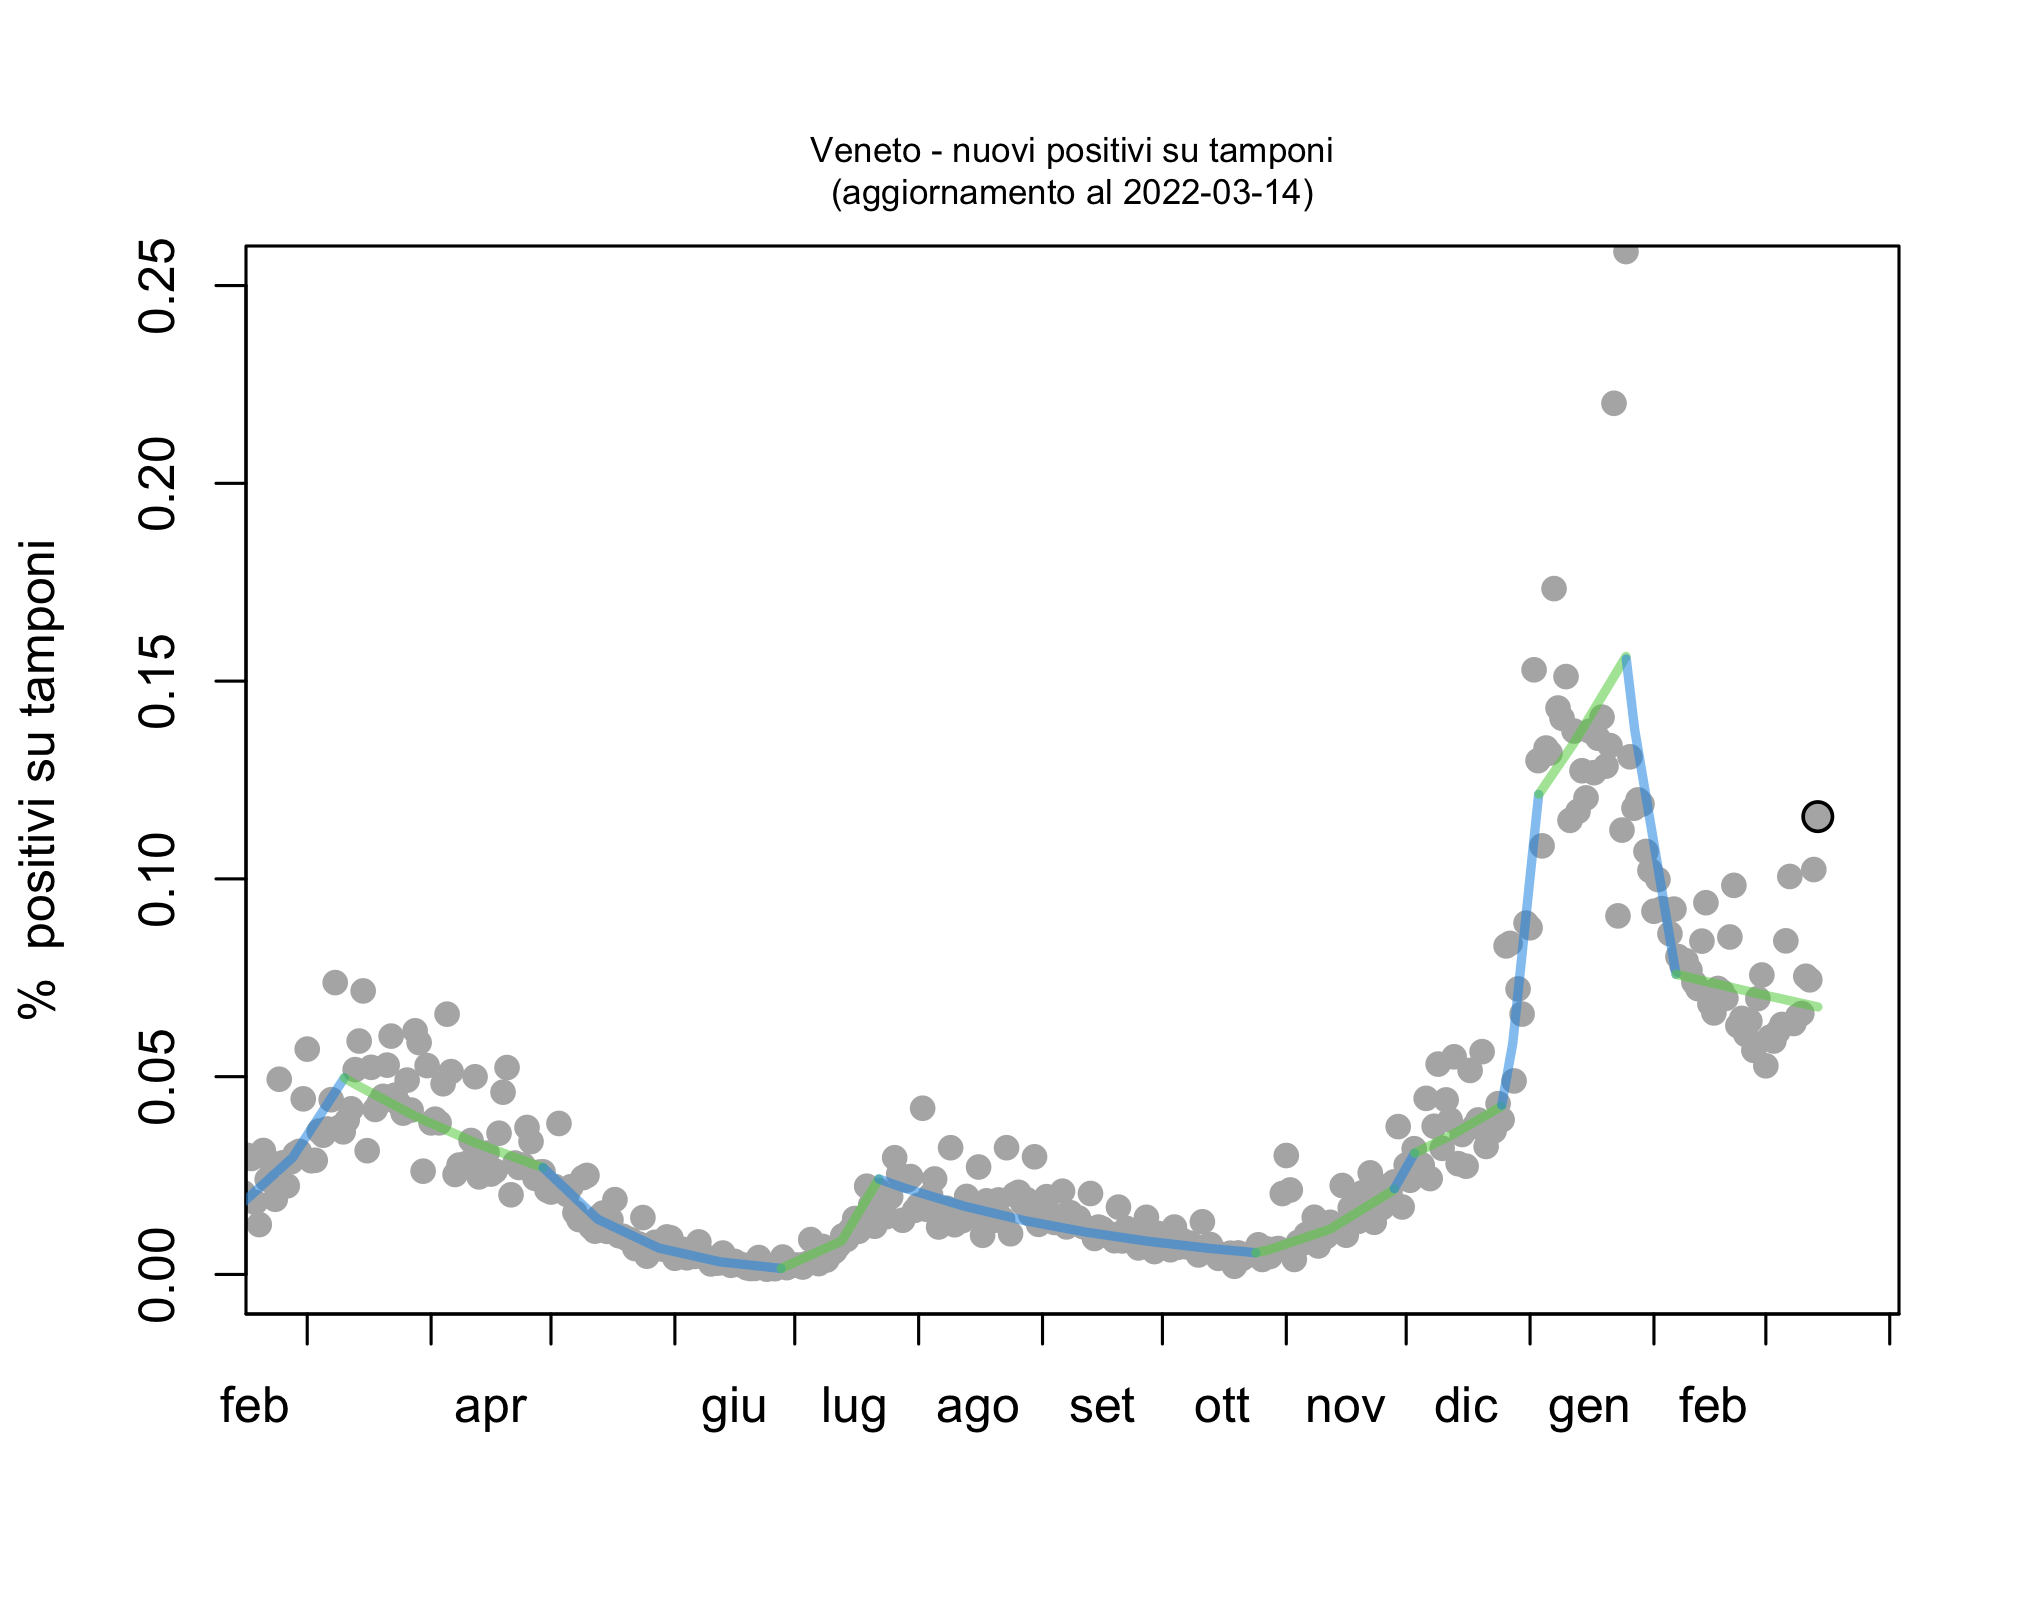 Veneto - nuovi positivi su tamponi
(aggiornamento al 2022-03-14)
% positivi su tamponi
0.25
0.20
0.15
0.10
0.05
0.00
feb apr giu lug ago set ott nov dic gen feb